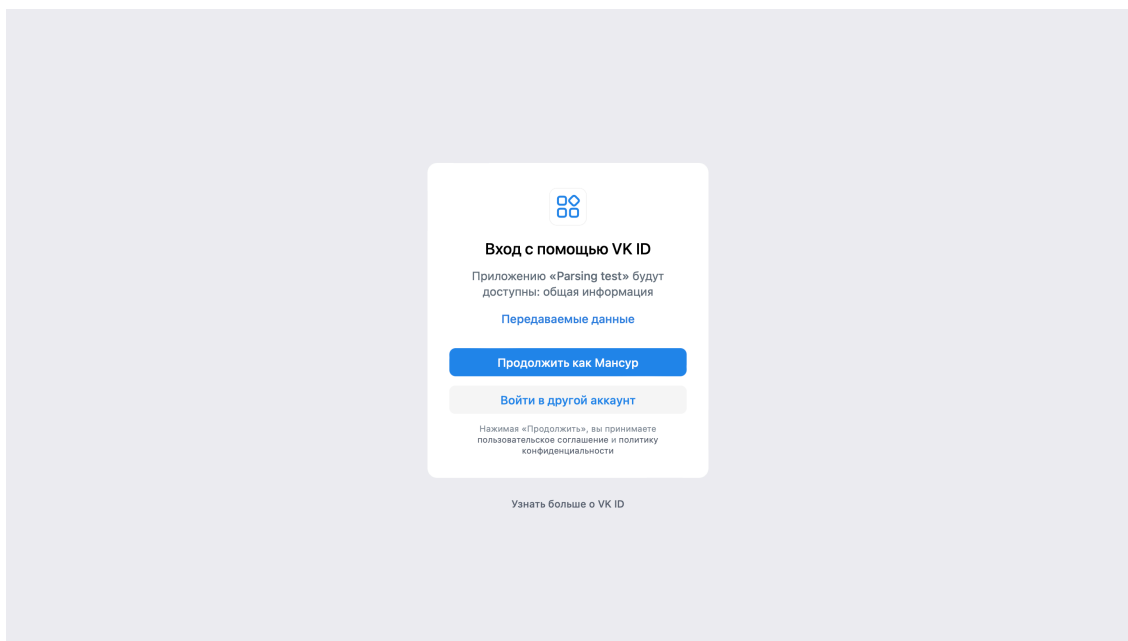 Вход с помощью VK ID
Приложению «Parsing test» будут
доступны: общая информация
Передаваемые данные
Продолжить как Мансур
Войти в другой аккаунт
Нажимая «Продолжить», вы принимаете
пользовательское соглашение и политику
конфиденциальности
Узнать больше о VK ID